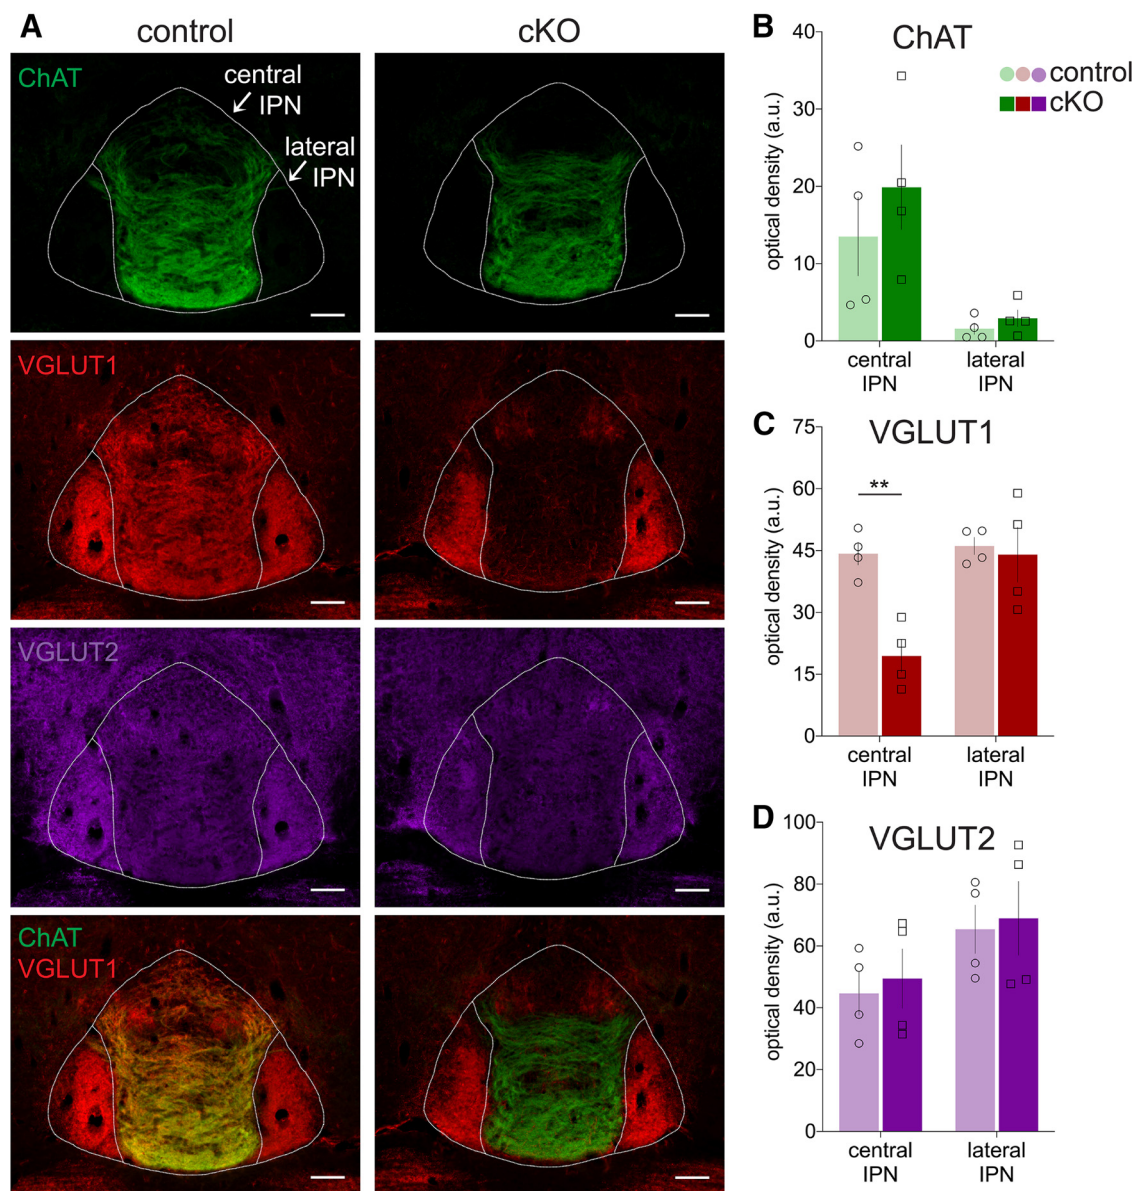 A
control
cKO
ChAT
central
IPN
lateral
IPN
VGLUT1
VGLUT2
ChAT
VGLUT1
B
ChAT
control
cKO
optical density (a.u.)
40
30
20
10
0
central
IPN
lateral
IPN
C
VGLUT1
**
optical density (a.u.)
75
60
45
30
15
0
central
IPN
lateral
IPN
D
VGLUT2
optical density (a.u.)
100
80
60
40
20
0
central
IPN
lateral
IPN